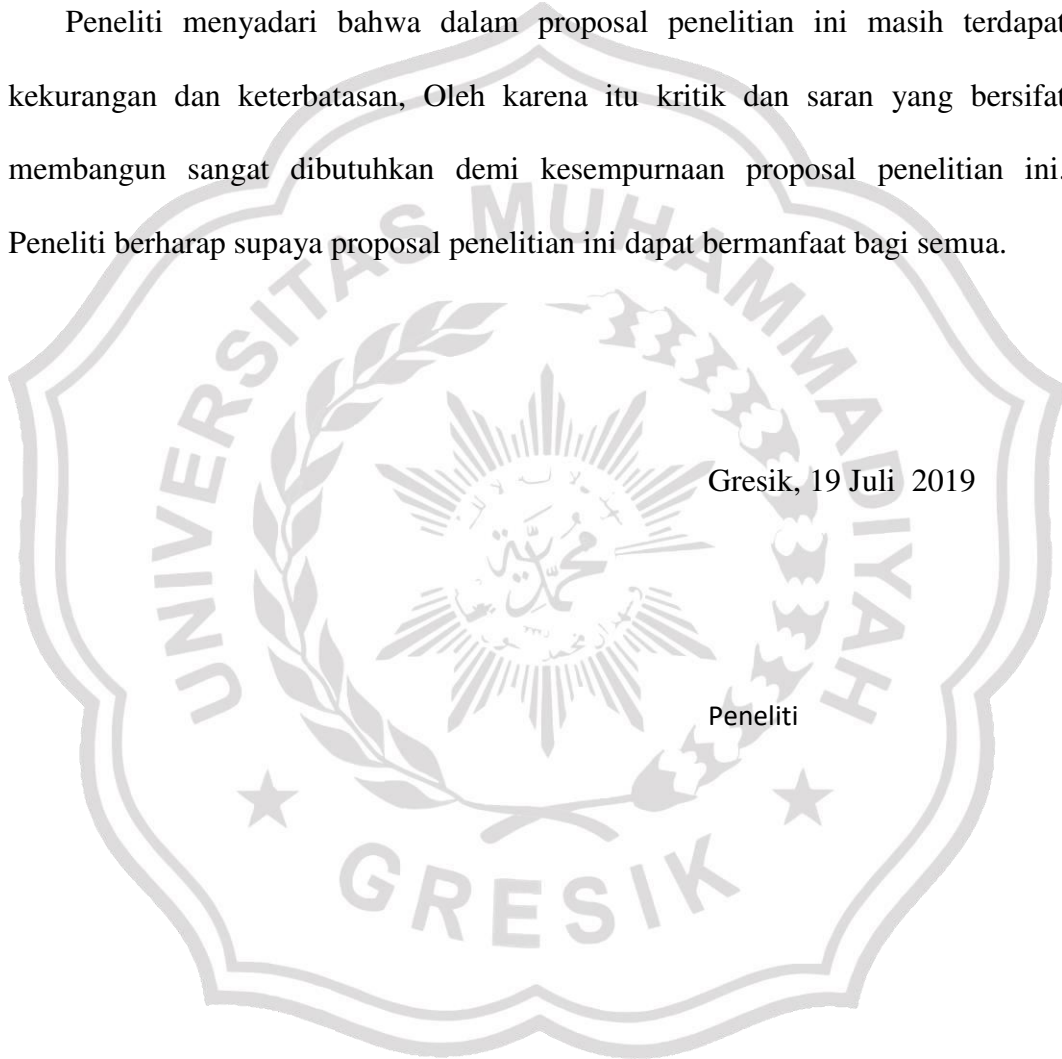 Peneliti menyadari bahwa dalam proposal penelitian ini masih terdapat
kekurangan dan keterbatasan, Oleh karena itu kritik dan saran yang bersifat
membangun sangat dibutuhkan demi kesempurnaan proposal penelitian ini.
Peneliti berharap supaya proposal penelitian ini dapat bermanfaat bagi semua.
UNIVERSITAS MUHAMMADIYAH
Gresik, 19 Juli 2019
محمدية
Peneliti
GRESIK